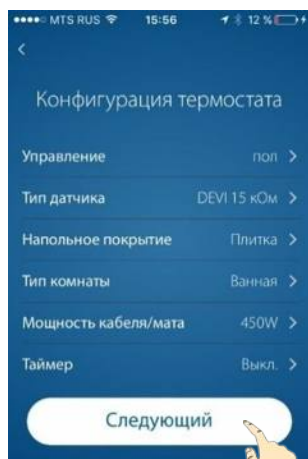 MTS RUS 15:56 12 %
Конфигурация термостата
Управление пол
Тип датчика DEVI 15 кОм
Напольное покрытие Плитка
Тип комнаты Ванная
Мощность кабеля/мата 450W
Таймер Выкл.
Следующий